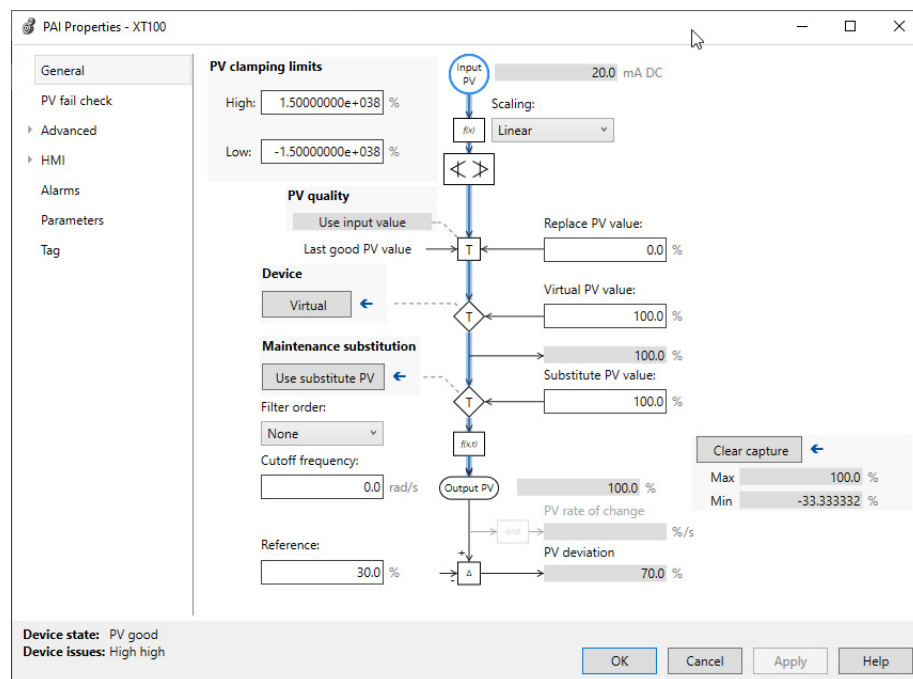 PAI Properties - XT100
General
PV fail check
Advanced
HMI
Alarms
Parameters
Tag
PV clamping limits
High: 1.50000000e+038 %
Low: -1.50000000e+038 %
Input
PV
20.0 mA DC
Scaling:
f(x) Linear
PV quality
Use input value
Last good PV value
T
Replace PV value:
0.0 %
Device
Virtual
T
Virtual PV value:
100.0 %
100.0 %
Maintenance substitution
Use substitute PV
T
Substitute PV value:
100.0 %
Filter order:
None
f(x,t)
Cutoff frequency:
0.0 rad/s
Output PV 100.0 %
Clear capture
Max 100.0 %
Min -33.333332 %
PV rate of change
d/dt %/s
Reference:
30.0 %
+
-
Δ
PV deviation
70.0 %
Device state: PV good
Device issues: High high
OK Cancel Apply Help